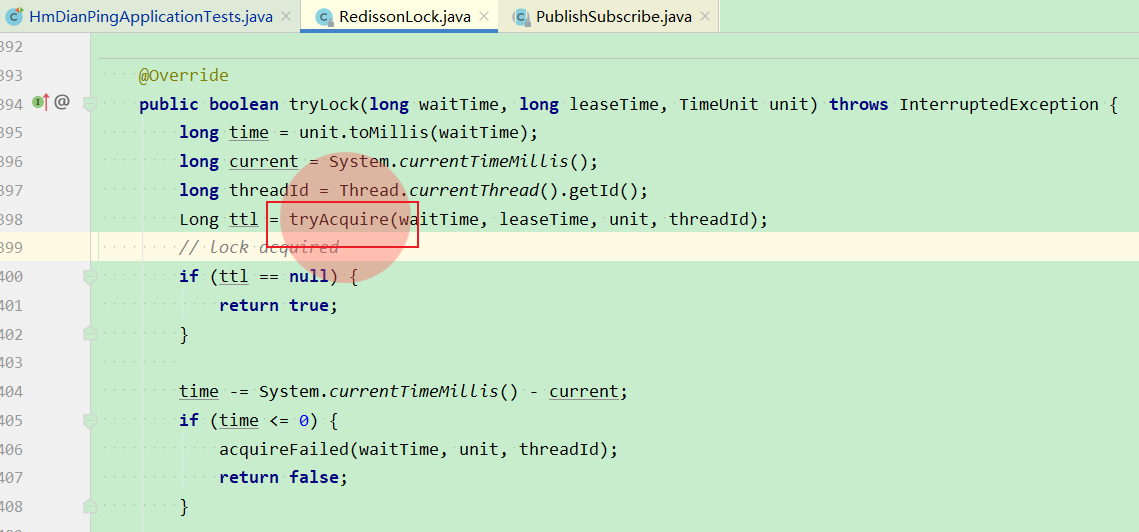 HmDianPingApplicationTests.java × RedissonLock.java × PublishSubscribe.java ×
392
393 @Override
394 public boolean tryLock(long waitTime, long leaseTime, TimeUnit unit) throws InterruptedException {
395 long time = unit.toMillis(waitTime);
396 long current = System.currentTimeMillis();
397 long threadId = Thread.currentThread().getId();
398 Long ttl = tryAcquire(waitTime, leaseTime, unit, threadId);
399 // lock acquired
400 if (ttl == null) {
401 return true;
402 }
403
404 time -= System.currentTimeMillis() - current;
405 if (time <= 0) {
406 acquireFailed(waitTime, unit, threadId);
407 return false;
408 }